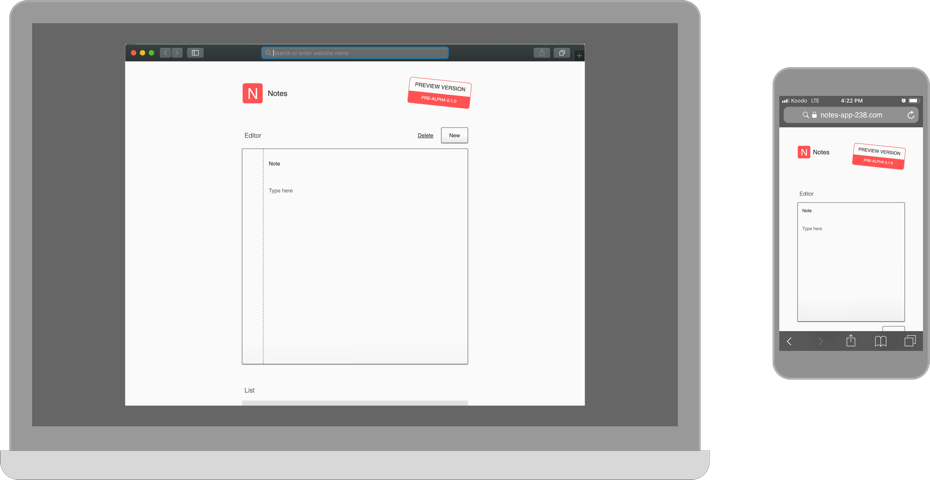 Search or enter website name
N Notes
PREVIEW VERSION
PRE-ALPHA 0.1.0
Editor
Delete
New
Note
Type here
List
Koodo LTE
4:22 PM
notes-app-238.com
N Notes
PREVIEW VERSION
PRE-ALPHA 0.1.0
Editor
Note
Type here